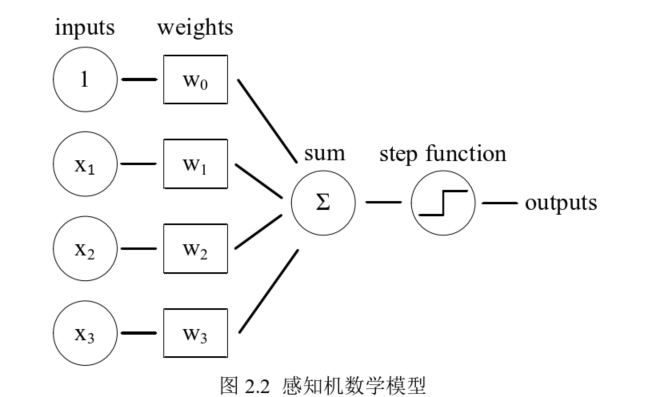 inputs weights
1 w₀
sum step function
x₁ w₁
Σ outputs
x₂ w₂
x₃ w₃
图 2.2 感知机数学模型